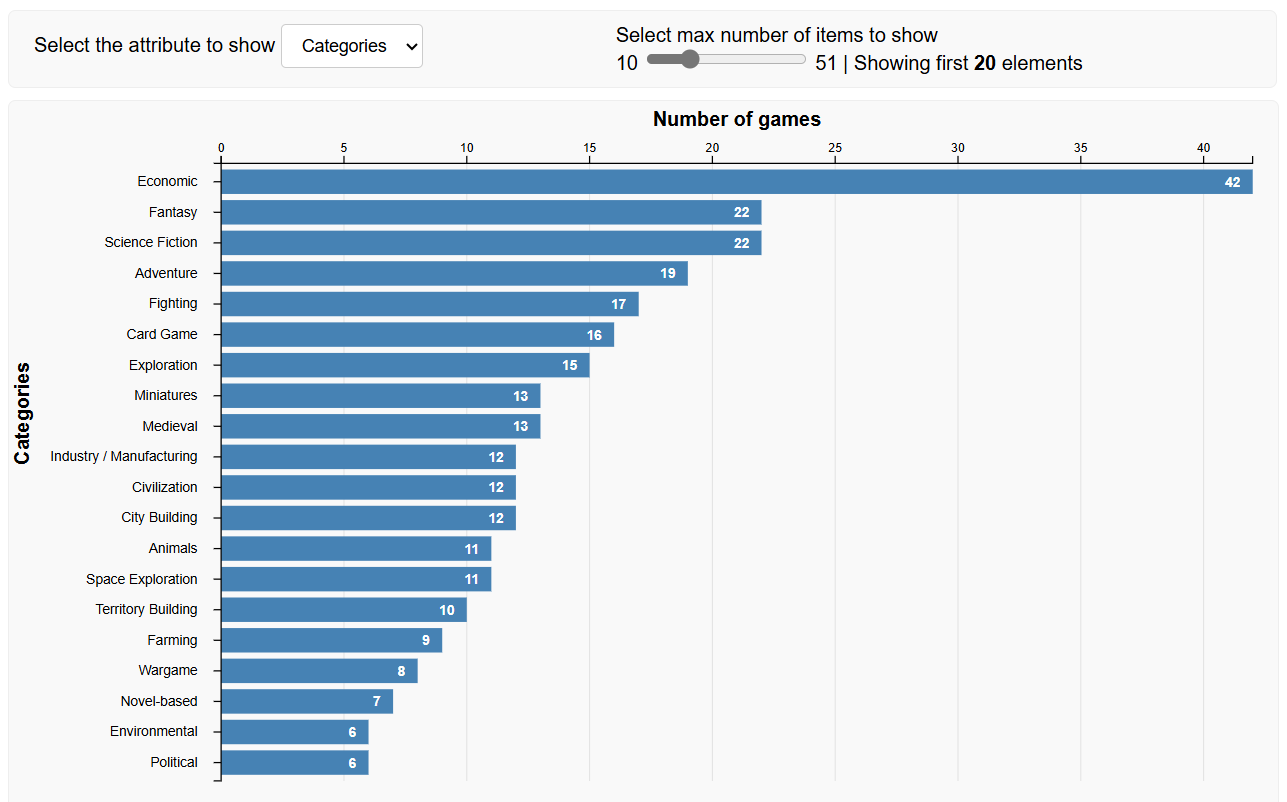 Select the attribute to show Categories
Select max number of items to show
10 51 | Showing first 20 elements
Number of games
0 5 10 15 20 25 30 35 40
Categories
Economic 42
Fantasy 22
Science Fiction 22
Adventure 19
Fighting 17
Card Game 16
Exploration 15
Miniatures 13
Medieval 13
Industry / Manufacturing 12
Civilization 12
City Building 12
Animals 11
Space Exploration 11
Territory Building 10
Farming 9
Wargame 8
Novel-based 7
Environmental 6
Political 6